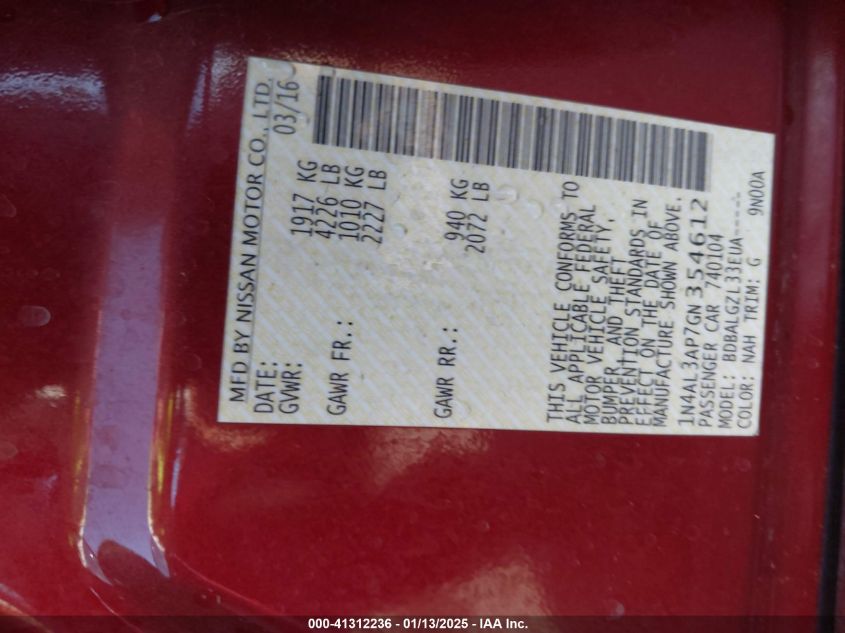 MFD BY NISSAN MOTOR CO., LTD.
DATE: 03/16
GVWR: 1917 KG
4226 LB
GAWR FR.: 1010 KG
2227 LB
GAWR RR.: 940 KG
2072 LB
THIS VEHICLE CONFORMS TO
ALL APPLICABLE FEDERAL
MOTOR VEHICLE SAFETY,
BUMPER, AND THEFT
PREVENTION STANDARDS IN
EFFECT ON THE DATE OF
MANUFACTURE SHOWN ABOVE.
1N4AL3AP7GN354612
PASSENGER CAR 740104
MODEL: BDBALGZL33EUA-----
COLOR: NAH TRIM: G 9N00A
000-41312236 - 01/13/2025 - IAA Inc.